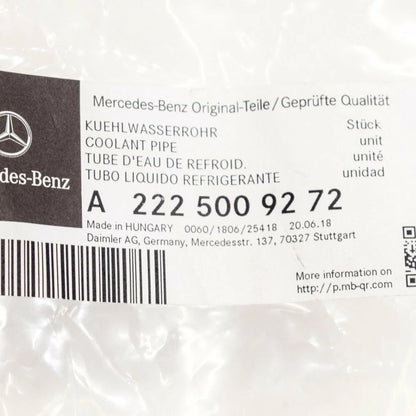 Mercedes-Benz Original-Teile/Geprüfte Qualität
KUEHLWASSERROHR Stück
COOLANT PIPE unit
TUBE D'EAU DE REFROID. unité
TUBO LIQUIDO REFRIGERANTE unidad
des-Benz
A 222 500 92 72
Made in HUNGARY 0060/1806/25418 20.06.18
Daimler AG, Germany, Mercedesstr. 137, 70327 Stuttgart
More information on
http://p.mb-qr.com/